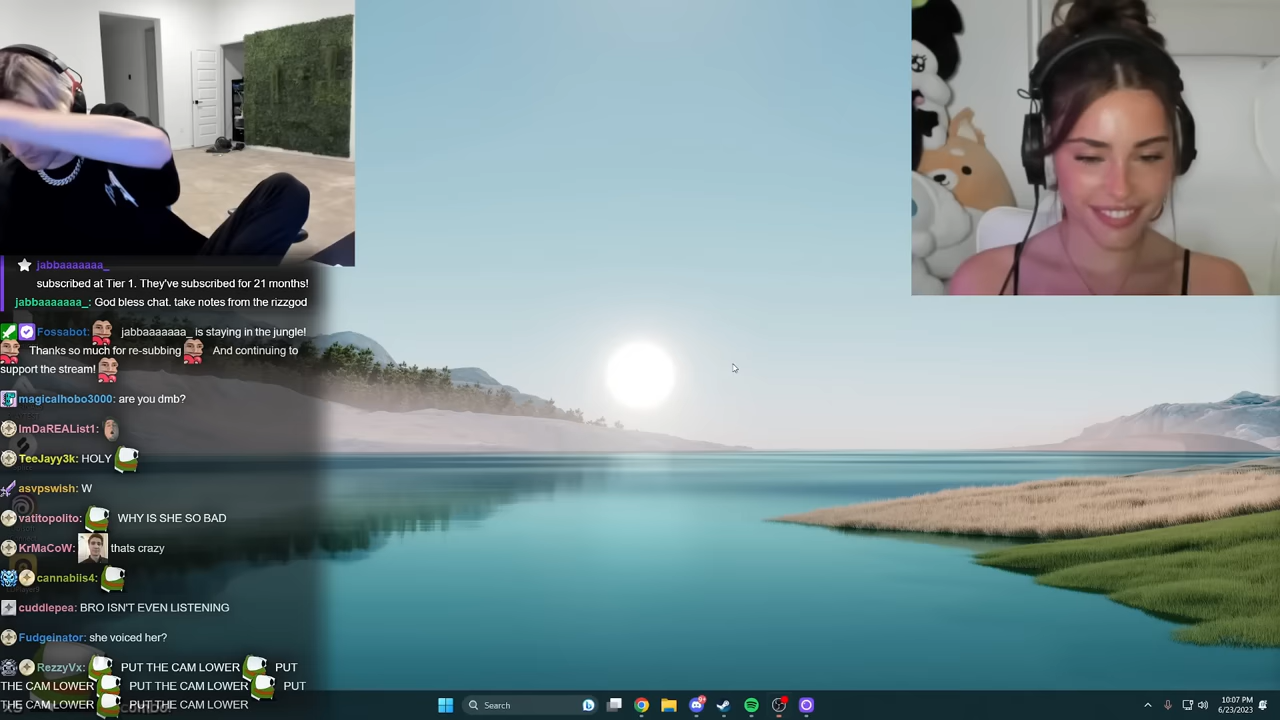 jabbaaaaaaa_
subscribed at Tier 1. They've subscribed for 21 months!
jabbaaaaaaa_: God bless chat. take notes from the rizzgod
Fossabot: jabbaaaaaaa_ is staying in the jungle!
Thanks so much for re-subbing And continuing to
support the stream!
magicalhobo3000: are you dmb?
ImDaREAList1:
TeeJayy3k: HOLY
asvpswish: W
vatitopolito: WHY IS SHE SO BAD
KrMaCoW: thats crazy
cannabiis4:
cuddlepea: BRO ISN'T EVEN LISTENING
Fudgeinator: she voiced her?
RezzyVx: PUT THE CAM LOWER PUT
THE CAM LOWER PUT THE CAM LOWER PUT
THE CAM LOWER PUT THE CAM LOWER
Search
10:07 PM
6/23/2023